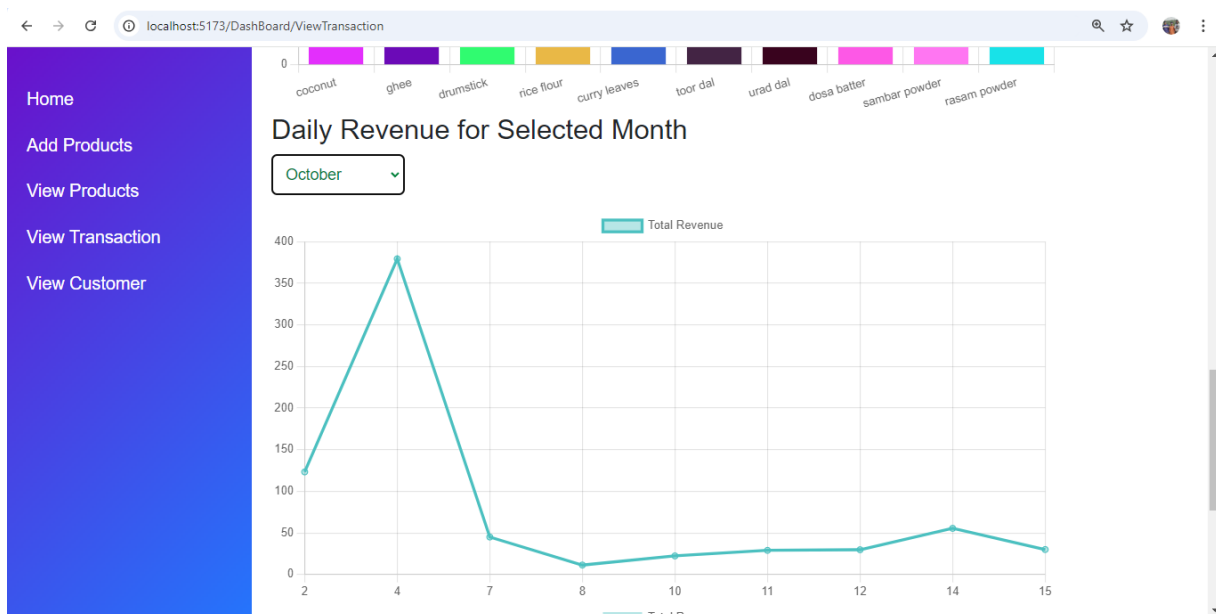 localhost:5173/DashBoard/ViewTransaction
Home
Add Products
View Products
View Transaction
View Customer
0
coconut ghee drumstick rice flour curry leaves toor dal urad dal dosa batter sambar powder rasam powder
Daily Revenue for Selected Month
October
Total Revenue
400
350
300
250
200
150
100
50
0
2 4 7 8 10 11 12 14 15